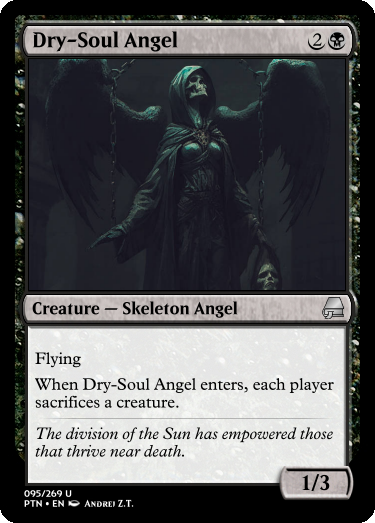 Dry-Soul Angel 2
Creature — Skeleton Angel
Flying
When Dry-Soul Angel enters, each player
sacrifices a creature.
The division of the Sun has empowered those
that thrive near death.
1/3
095/269 U
PTN • EN Andrei Z.T.